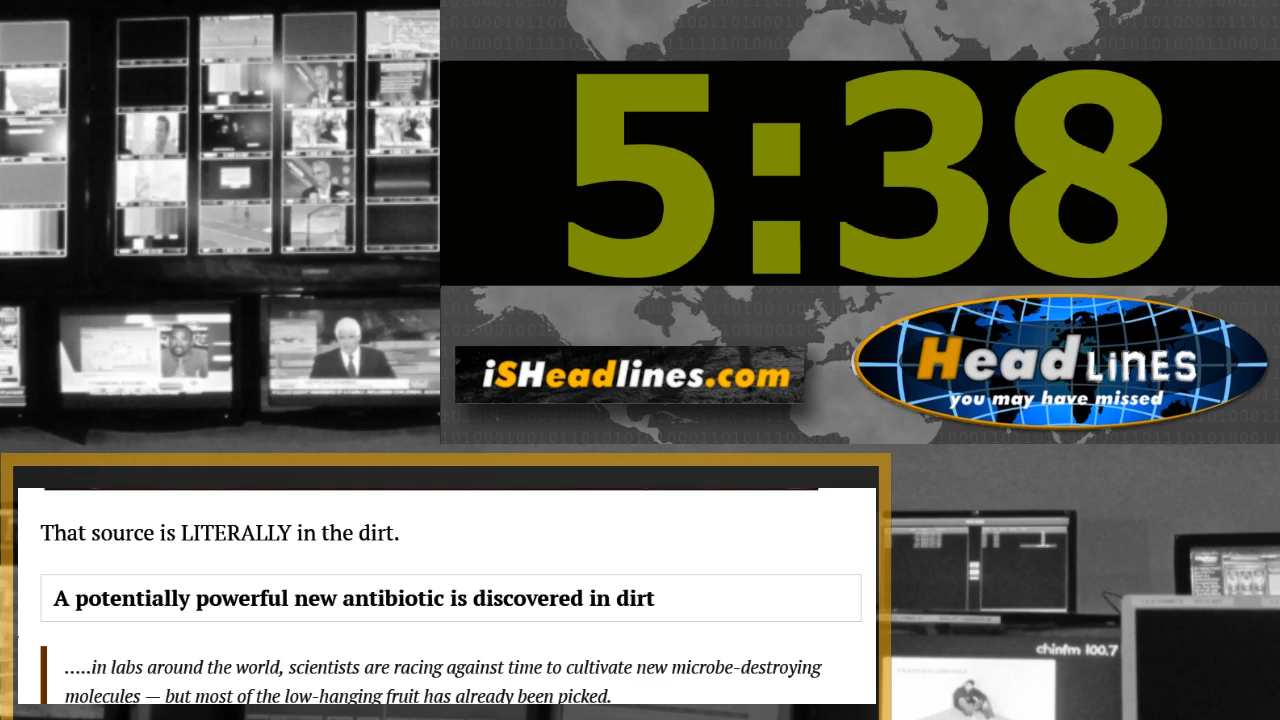 5:38
iSHeadlines.com
HeadLINES
you may have missed
That source is LITERALLY in the dirt.
A potentially powerful new antibiotic is discovered in dirt
.....in labs around the world, scientists are racing against time to cultivate new microbe-destroying
molecules — but most of the low-hanging fruit has already been picked.
chinfm 100.7